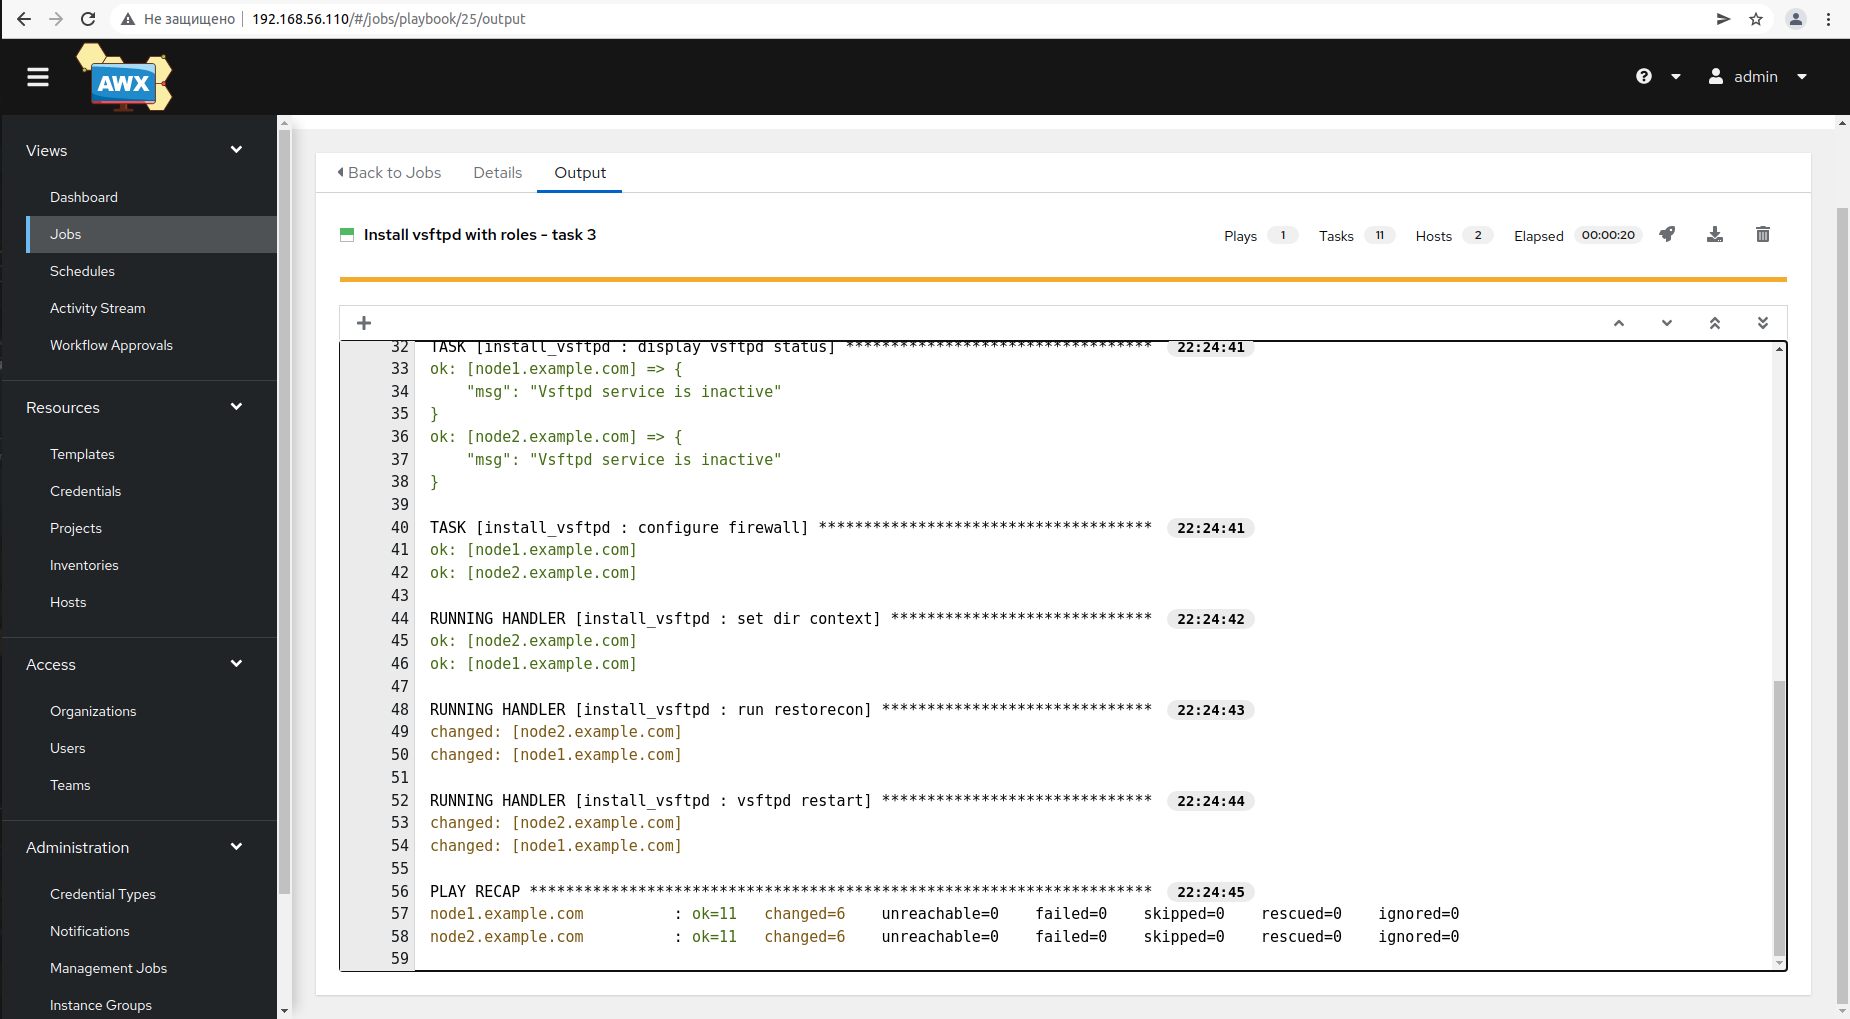 Не защищено | 192.168.56.110/#/jobs/playbook/25/output
AWX
admin
Views
Dashboard
Jobs
Schedules
Activity Stream
Workflow Approvals
Resources
Templates
Credentials
Projects
Inventories
Hosts
Access
Organizations
Users
Teams
Administration
Credential Types
Notifications
Management Jobs
Instance Groups
Back to Jobs Details Output
Install vsftpd with roles - task 3
Plays 1 Tasks 11 Hosts 2 Elapsed 00:00:20
32 TASK [install_vsftpd : display vsftpd status] ********************************** 22:24:41
33 ok: [node1.example.com] => {
34     "msg": "Vsftpd service is inactive"
35 }
36 ok: [node2.example.com] => {
37     "msg": "Vsftpd service is inactive"
38 }
39
40 TASK [install_vsftpd : configure firewall] ************************************* 22:24:41
41 ok: [node1.example.com]
42 ok: [node2.example.com]
43
44 RUNNING HANDLER [install_vsftpd : set dir context] ***************************** 22:24:42
45 ok: [node2.example.com]
46 ok: [node1.example.com]
47
48 RUNNING HANDLER [install_vsftpd : run restorecon] ****************************** 22:24:43
49 changed: [node2.example.com]
50 changed: [node1.example.com]
51
52 RUNNING HANDLER [install_vsftpd : vsftpd restart] ****************************** 22:24:44
53 changed: [node2.example.com]
54 changed: [node1.example.com]
55
56 PLAY RECAP ********************************************************************* 22:24:45
57 node1.example.com          : ok=11   changed=6    unreachable=0    failed=0    skipped=0    rescued=0    ignored=0
58 node2.example.com          : ok=11   changed=6    unreachable=0    failed=0    skipped=0    rescued=0    ignored=0
59